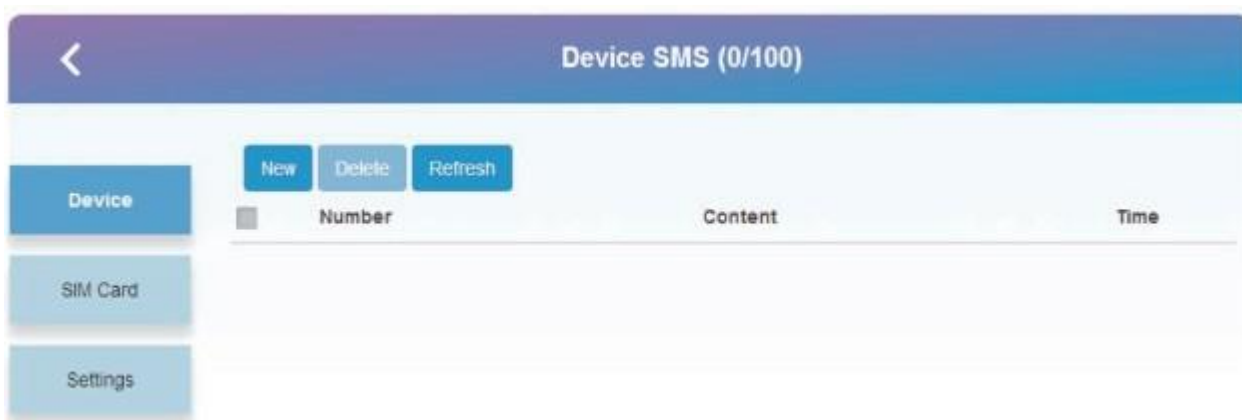 Device SMS (0/100)
New Delete Refresh
Device
Number Content Time
SIM Card
Settings